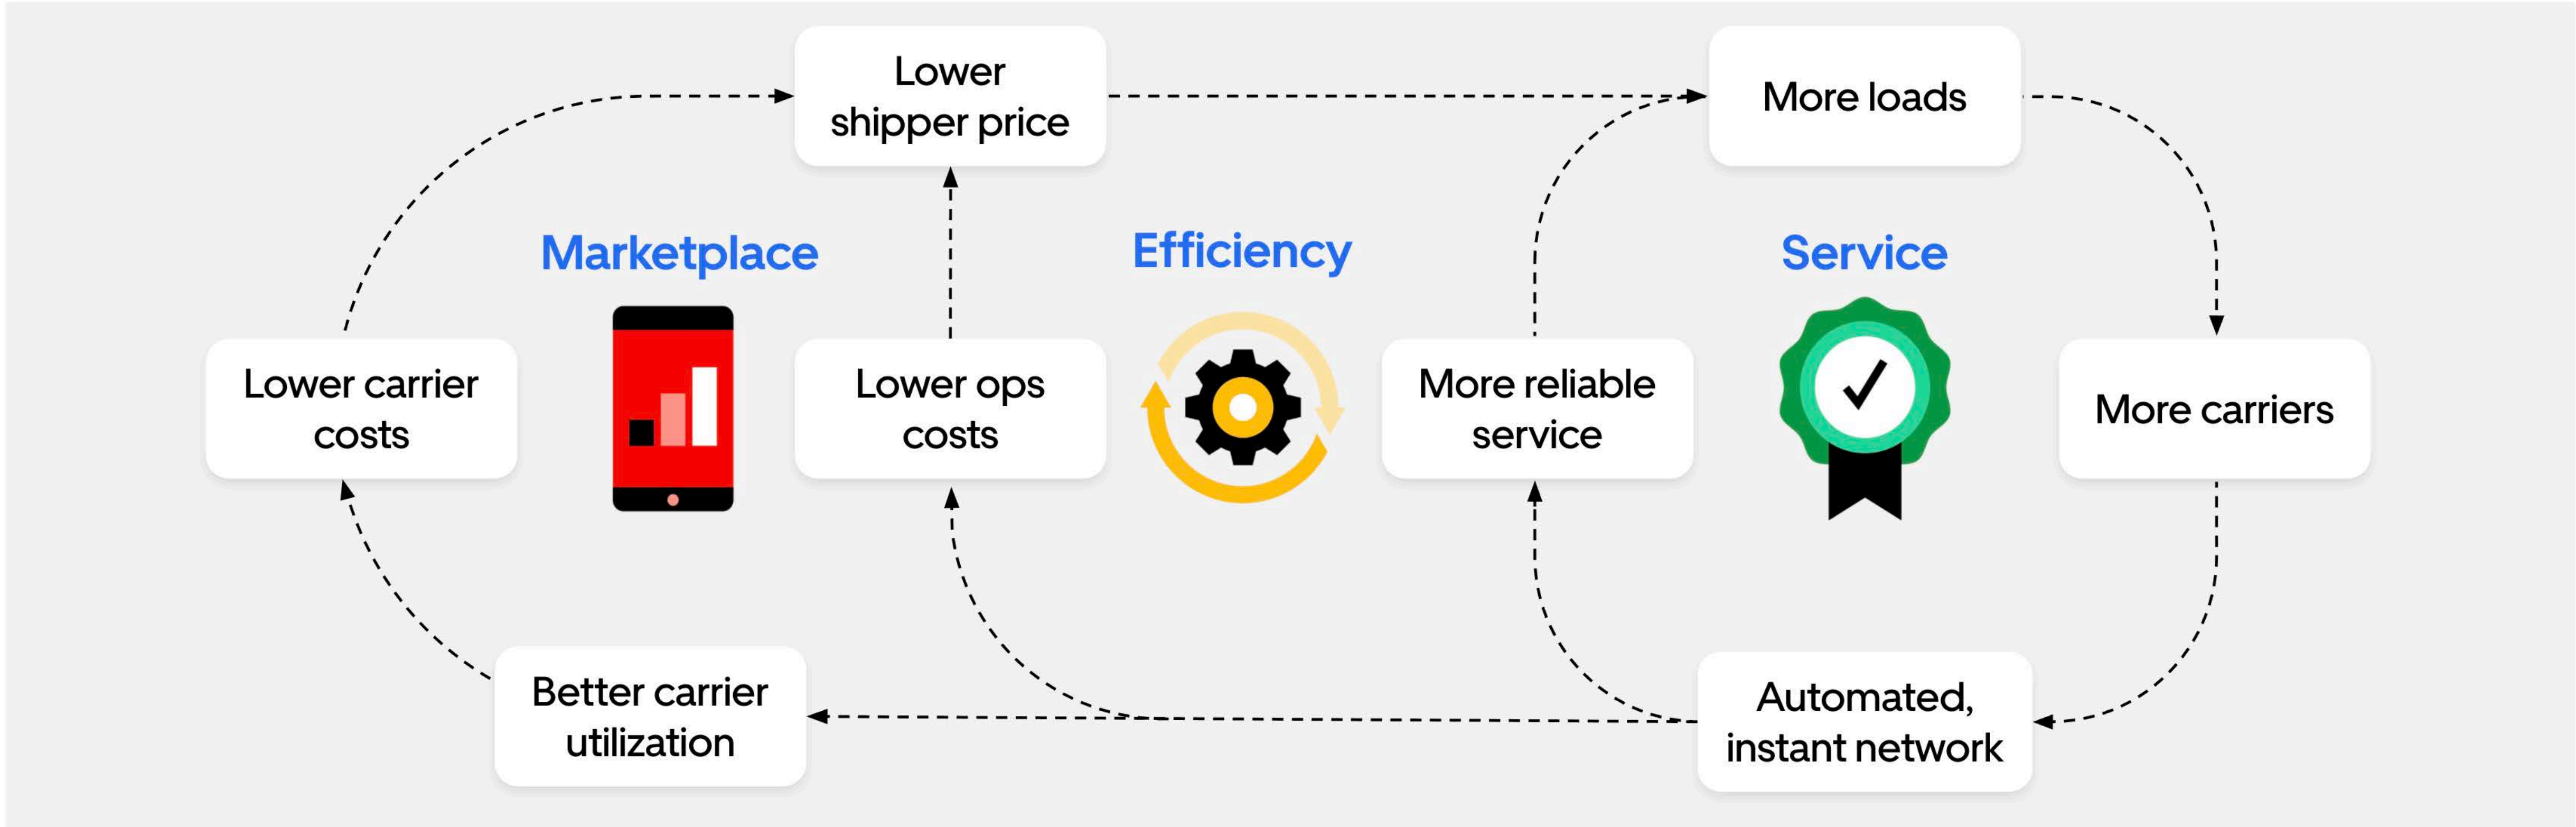 Lower
shipper price
More loads
Marketplace
Efficiency
Service
Lower carrier
costs
Lower ops
costs
More reliable
service
More carriers
Better carrier
utilization
Automated,
instant network